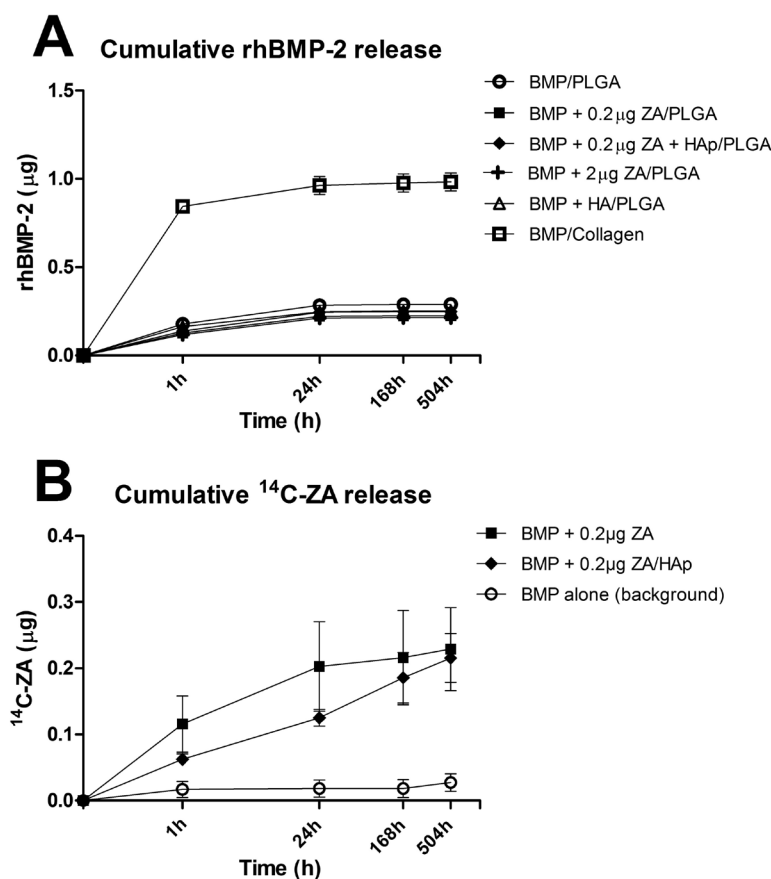 A
Cumulative rhBMP-2 release
1.5
1.0
0.5
0.0
rhBMP-2 (μg)
1h
24h
168h
504h
Time (h)
BMP/PLGA
BMP + 0.2μg ZA/PLGA
BMP + 0.2μg ZA + HAp/PLGA
BMP + 2μg ZA/PLGA
BMP + HA/PLGA
BMP/Collagen
B
Cumulative ¹⁴C-ZA release
0.4
0.3
0.2
0.1
0.0
¹⁴C-ZA (μg)
1h
24h
168h
504h
Time (h)
BMP + 0.2μg ZA
BMP + 0.2μg ZA/HAp
BMP alone (background)